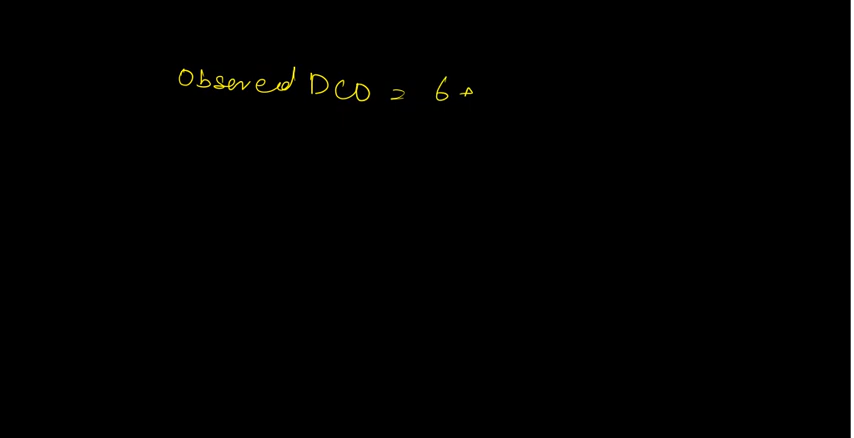 Observed DCO = 6 +